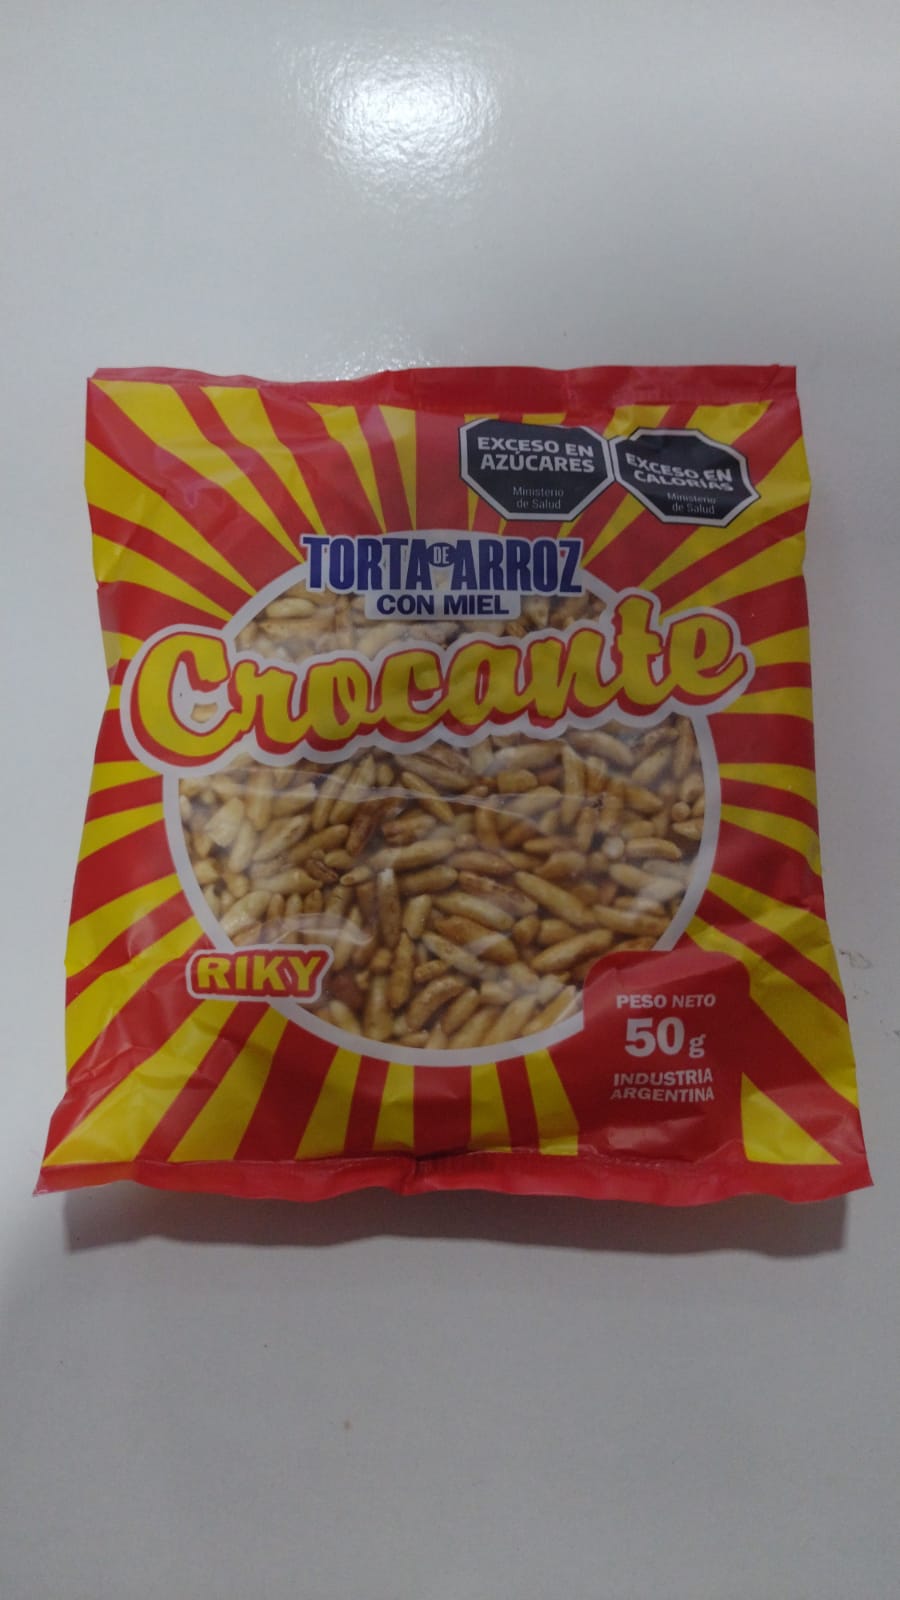 EXCESO EN
AZÚCARES
Ministerio
de Salud
EXCESO EN
CALORÍAS
Ministerio
de Salud
TORTA DE ARROZ
CON MIEL
Crocante
RIKY
PESO NETO
50g
INDUSTRIA
ARGENTINA